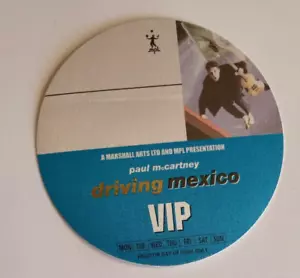 A MARSHALL ARTS LTD AND MPL PRESENTATION
paul mccartney
driving mexico
VIP
MON TUE WED THU FRI SAT SUN